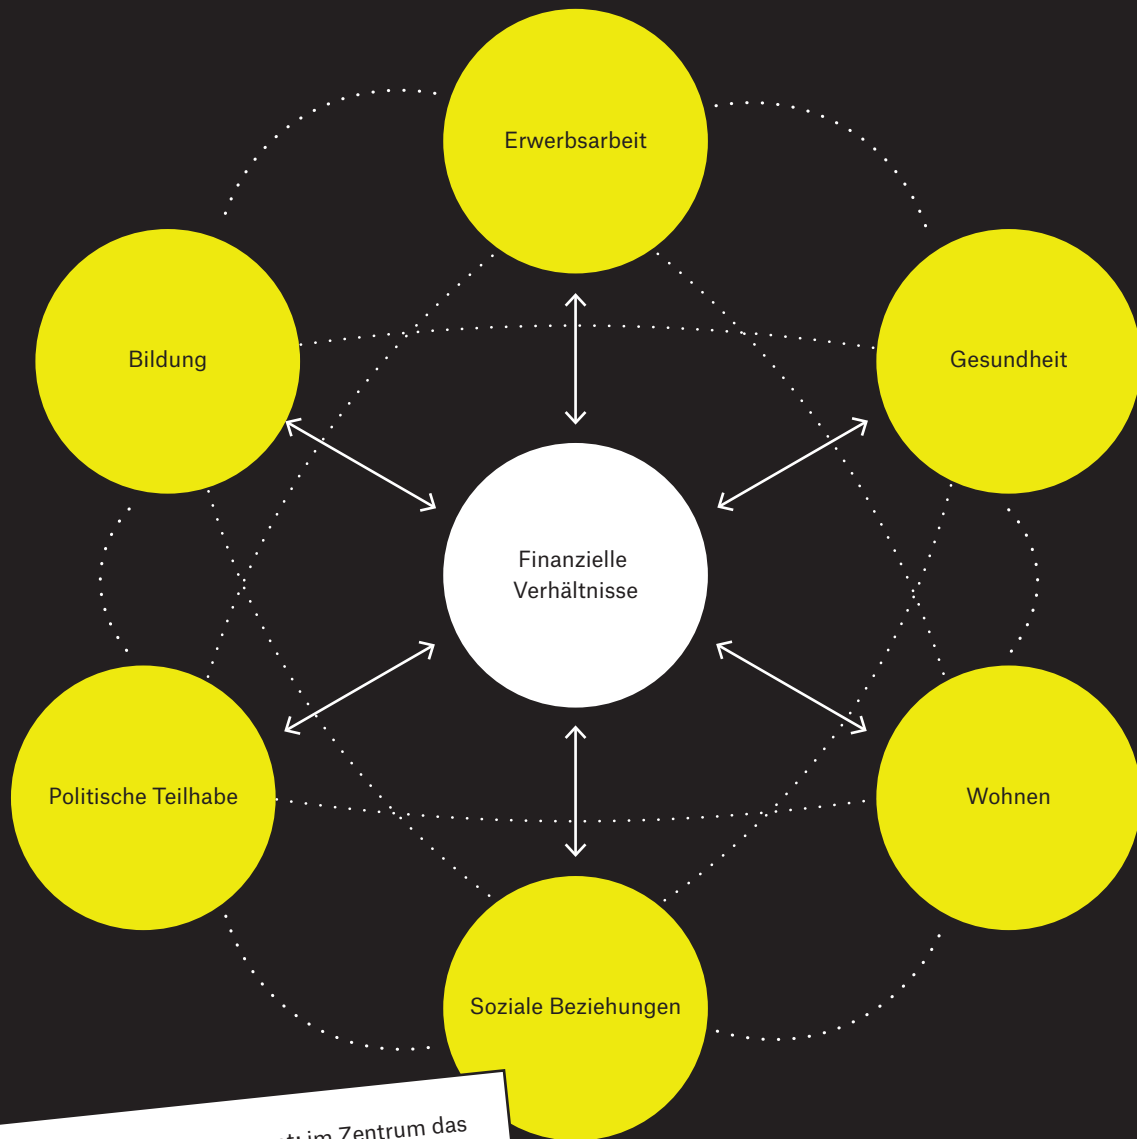 Erwerbsarbeit
Bildung
Gesundheit
Finanzielle
Verhältnisse
Politische Teilhabe
Wohnen
Soziale Beziehungen
im Zentrum das